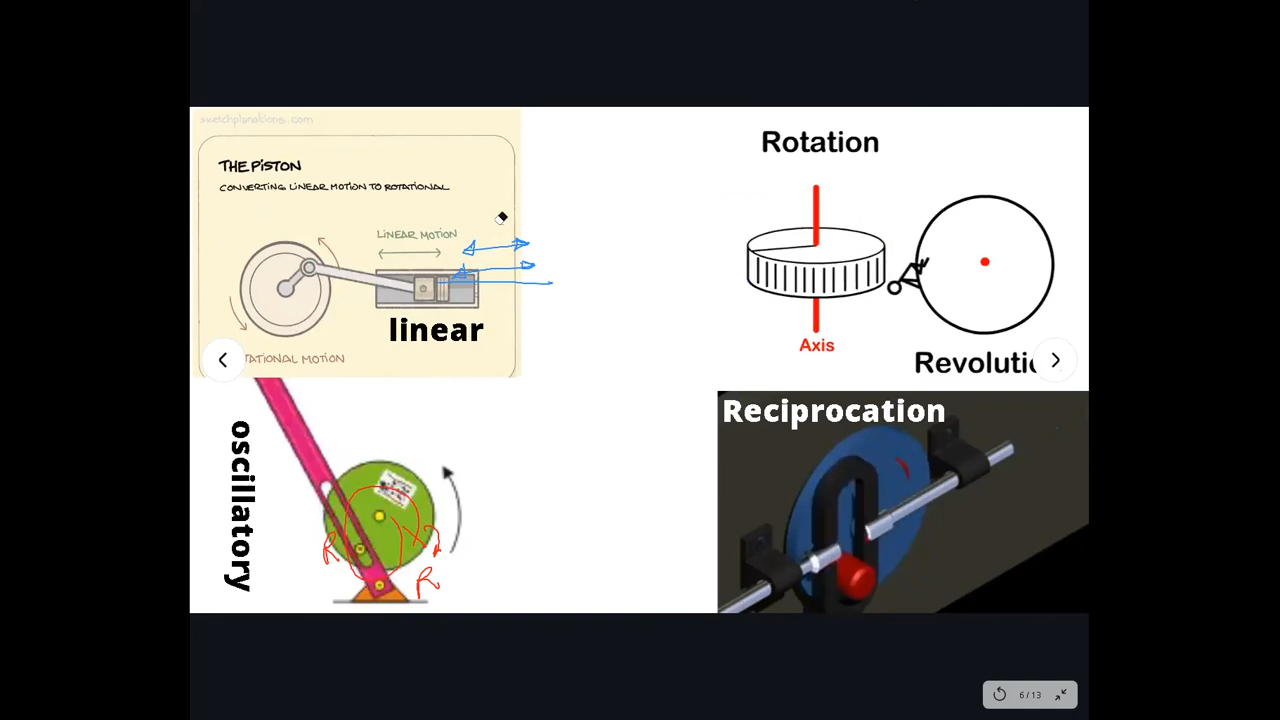 sketchplanations.com
THE PISTON
CONVERTING LINEAR MOTION TO ROTATIONAL
LINEAR MOTION
linear
TATIONAL MOTION
Rotation
Axis
Revolutio
oscillatory
R
R
Reciprocation
6/13